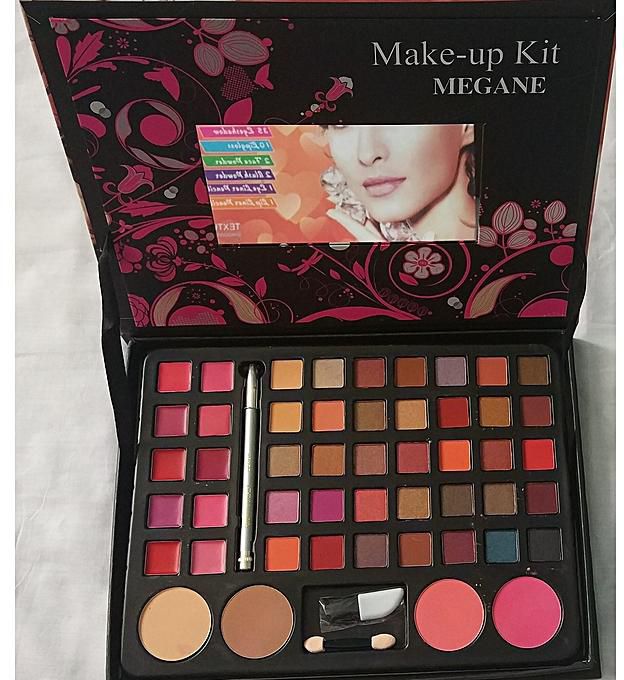 Make-up Kit
MEGANE
35 Eyeshadow
10 Lipgloss
2 Face Powder
2 Blush Powder
1 Eye Liner Pencil
1 Lip Liner Pencil